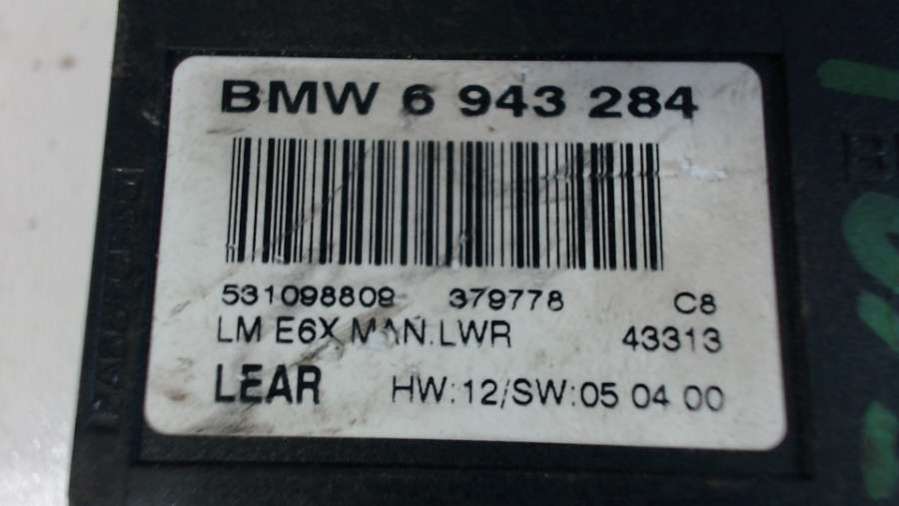 BMW 6 943 284
531098809 379778 C8
LM E6X MAN.LWR 43313
LEAR HW:12/SW:05 04 00